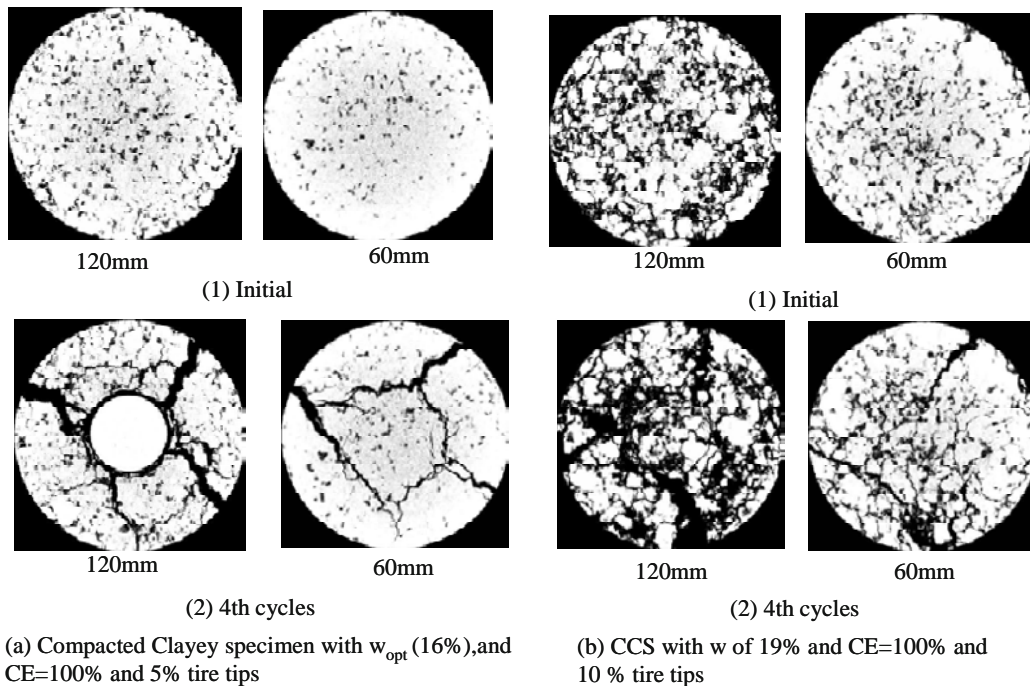 120mm
60mm
(1) Initial
120mm
60mm
(2) 4th cycles
(a) Compacted Clayey specimen with wopt (16%),and
CE=100% and 5% tire tips
120mm
60mm
(1) Initial
120mm
60mm
(2) 4th cycles
(b) CCS with w of 19% and CE=100% and
10 % tire tips